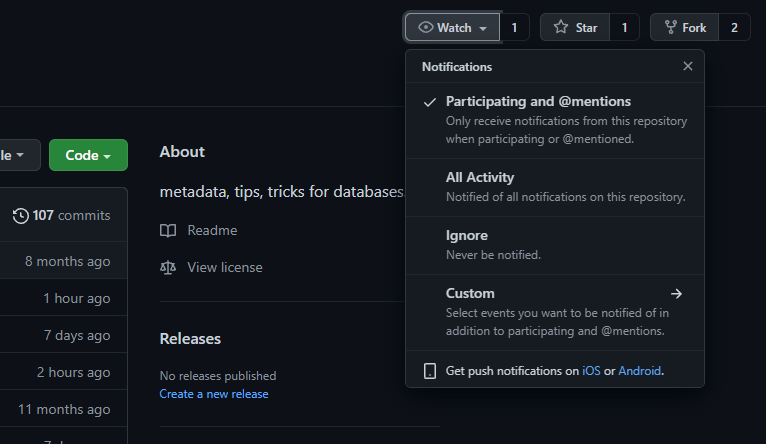 Watch 1 Star 1 Fork 2
Notifications
Participating and @mentions
Only receive notifications from this repository
when participating or @mentioned.
All Activity
Notified of all notifications on this repository.
Ignore
Never be notified.
Custom
Select events you want to be notified of in
addition to participating and @mentions.
Get push notifications on iOS or Android.
le Code
107 commits
8 months ago
1 hour ago
7 days ago
2 hours ago
11 months ago
About
metadata, tips, tricks for databases
Readme
View license
Releases
No releases published
Create a new release